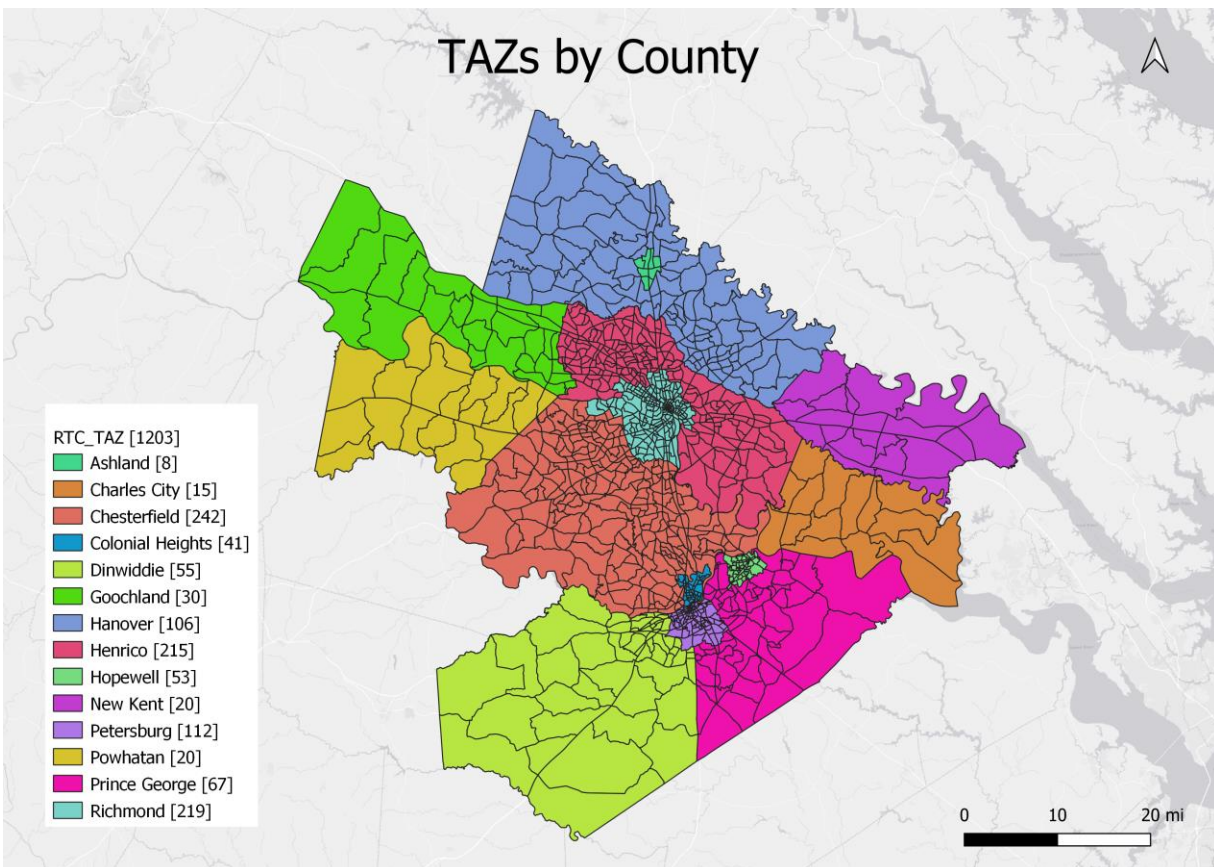 TAZs by County
RTC_TAZ [1203]
Ashland [8]
Charles City [15]
Chesterfield [242]
Colonial Heights [41]
Dinwiddie [55]
Goochland [30]
Hanover [106]
Henrico [215]
Hopewell [53]
New Kent [20]
Petersburg [112]
Powhatan [20]
Prince George [67]
Richmond [219]
0 10 20 mi